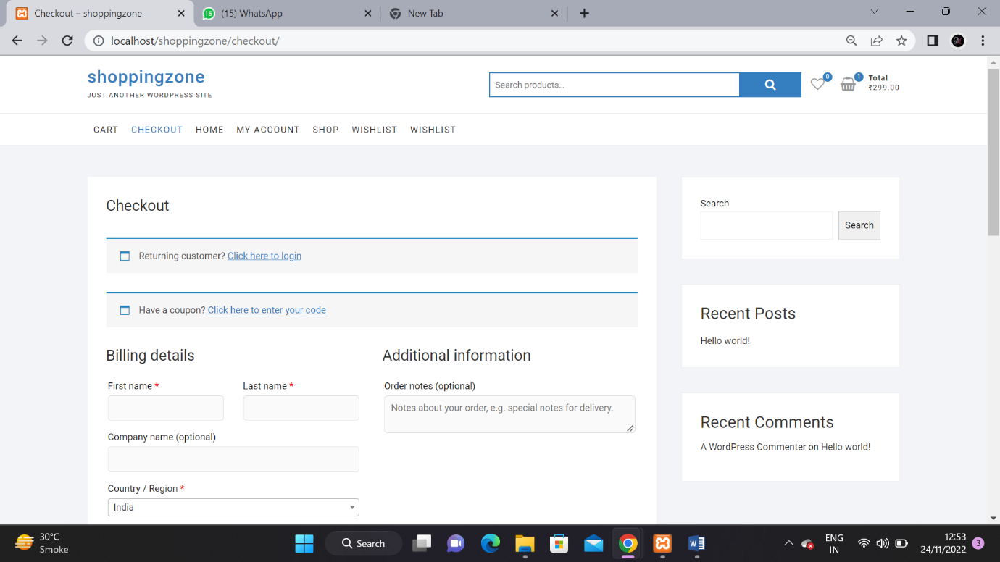 Checkout – shoppingzone
(15) WhatsApp
New Tab
localhost/shoppingzone/checkout/
shoppingzone
JUST ANOTHER WORDPRESS SITE
Search products…
0
1
Total
₹299.00
CART CHECKOUT HOME MY ACCOUNT SHOP WISHLIST WISHLIST
Checkout
Returning customer? Click here to login
Have a coupon? Click here to enter your code
Billing details
First name * Last name *
Company name (optional)
Country / Region *
India
Additional information
Order notes (optional)
Notes about your order, e.g. special notes for delivery.
Search
Search
Recent Posts
Hello world!
Recent Comments
A WordPress Commenter on Hello world!
30°C
Smoke
Search
ENG
IN
12:53
24/11/2022
3